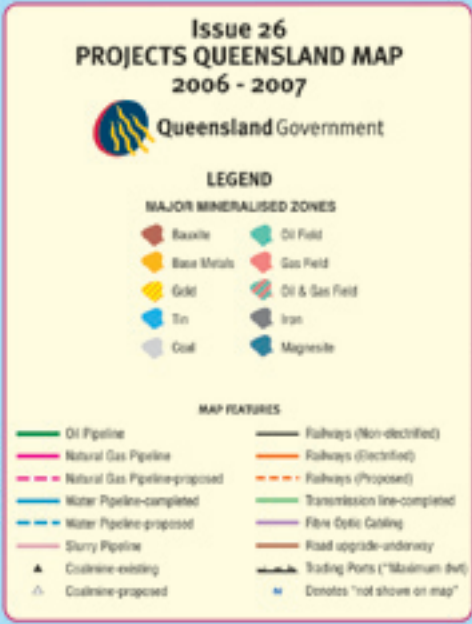 Issue 26
PROJECTS QUEENSLAND MAP
2006 - 2007
Queensland Government
LEGEND
MAJOR MINERALISED ZONES
Bauxite
Base Metals
Gold
Tin
Coal
Oil Field
Gas Field
Oil & Gas Field
Iron
Magnesite
MAP FEATURES
Oil Pipeline
Natural Gas Pipeline
Natural Gas Pipeline-proposed
Water Pipeline-completed
Water Pipeline-proposed
Slurry Pipeline
Coalmine-existing
Coalmine-proposed
Railways (Non-electrified)
Railways (Electrified)
Railways (Proposed)
Transmission line-completed
Fibre Optic Cabling
Road upgrade-underway
Trading Ports (*Maximum dwt)
Denotes "not shown on map"